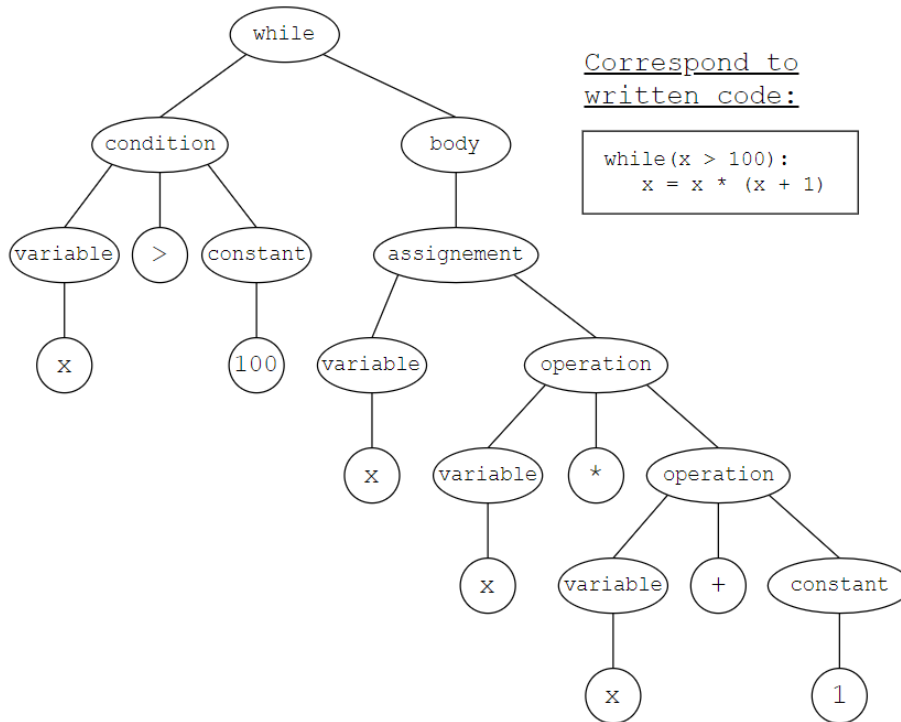 while
Correspond to
written code:
condition body
while(x > 100):
x = x * (x + 1)
variable > constant assignement
x 100 variable operation
x variable * operation
x variable + constant
x 1